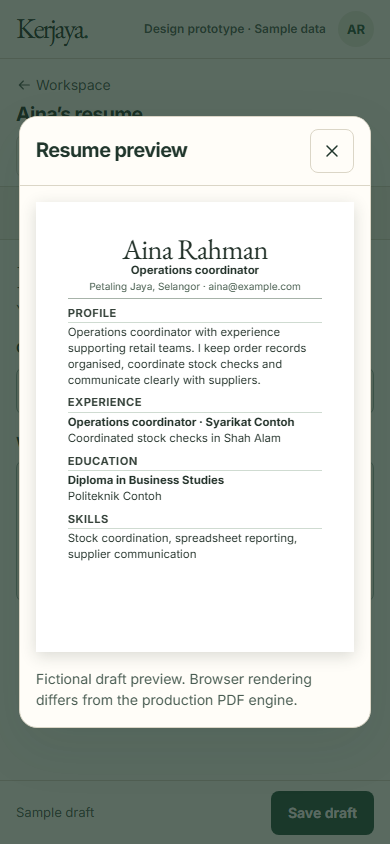 Kerjaya.
Design prototype · Sample data
AR
← Workspace
Aina's resume
Resume preview
Aina Rahman
Operations coordinator
Petaling Jaya, Selangor · aina@example.com
PROFILE
Operations coordinator with experience
supporting retail teams. I keep order records
organised, coordinate stock checks and
communicate clearly with suppliers.
EXPERIENCE
Operations coordinator · Syarikat Contoh
Coordinated stock checks in Shah Alam
EDUCATION
Diploma in Business Studies
Politeknik Contoh
SKILLS
Stock coordination, spreadsheet reporting,
supplier communication
Fictional draft preview. Browser rendering
differs from the production PDF engine.
Sample draft
Save draft